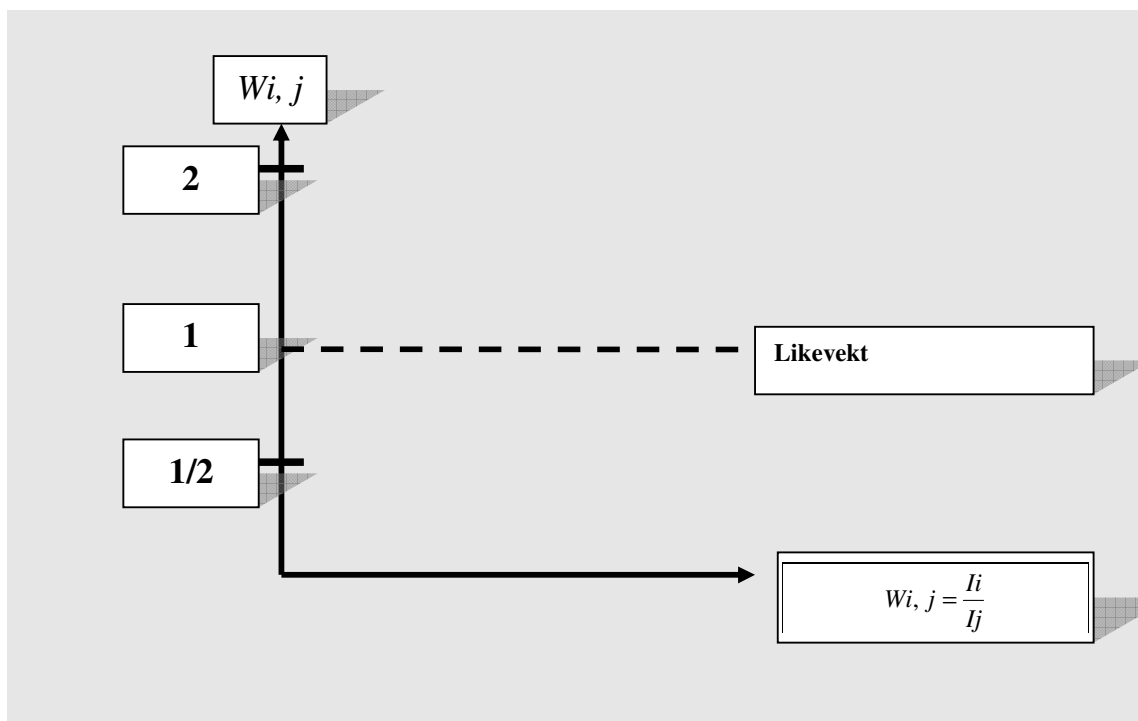 Wi, j
2
1
Likevekt
1/2
Wi, j = Ii/Ij